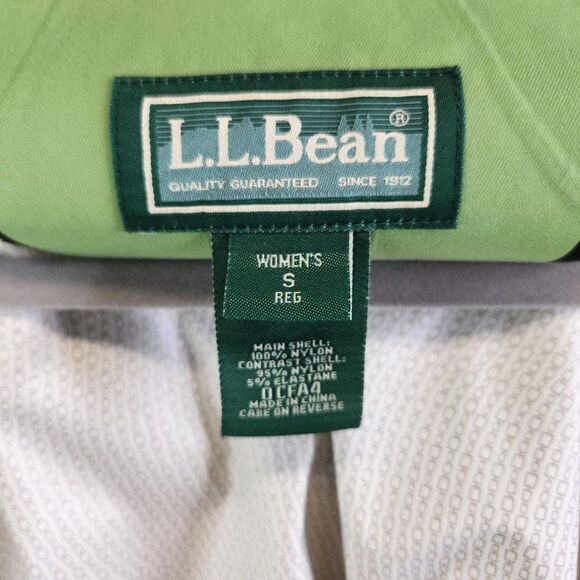 L.L.Bean®
QUALITY GUARANTEED SINCE 1912
WOMEN'S
S
REG
MAIN SHELL:
100% NYLON
CONTRAST SHELL:
95% NYLON
5% ELASTANE
0CFA4
MADE IN CHINA
CARE ON REVERSE